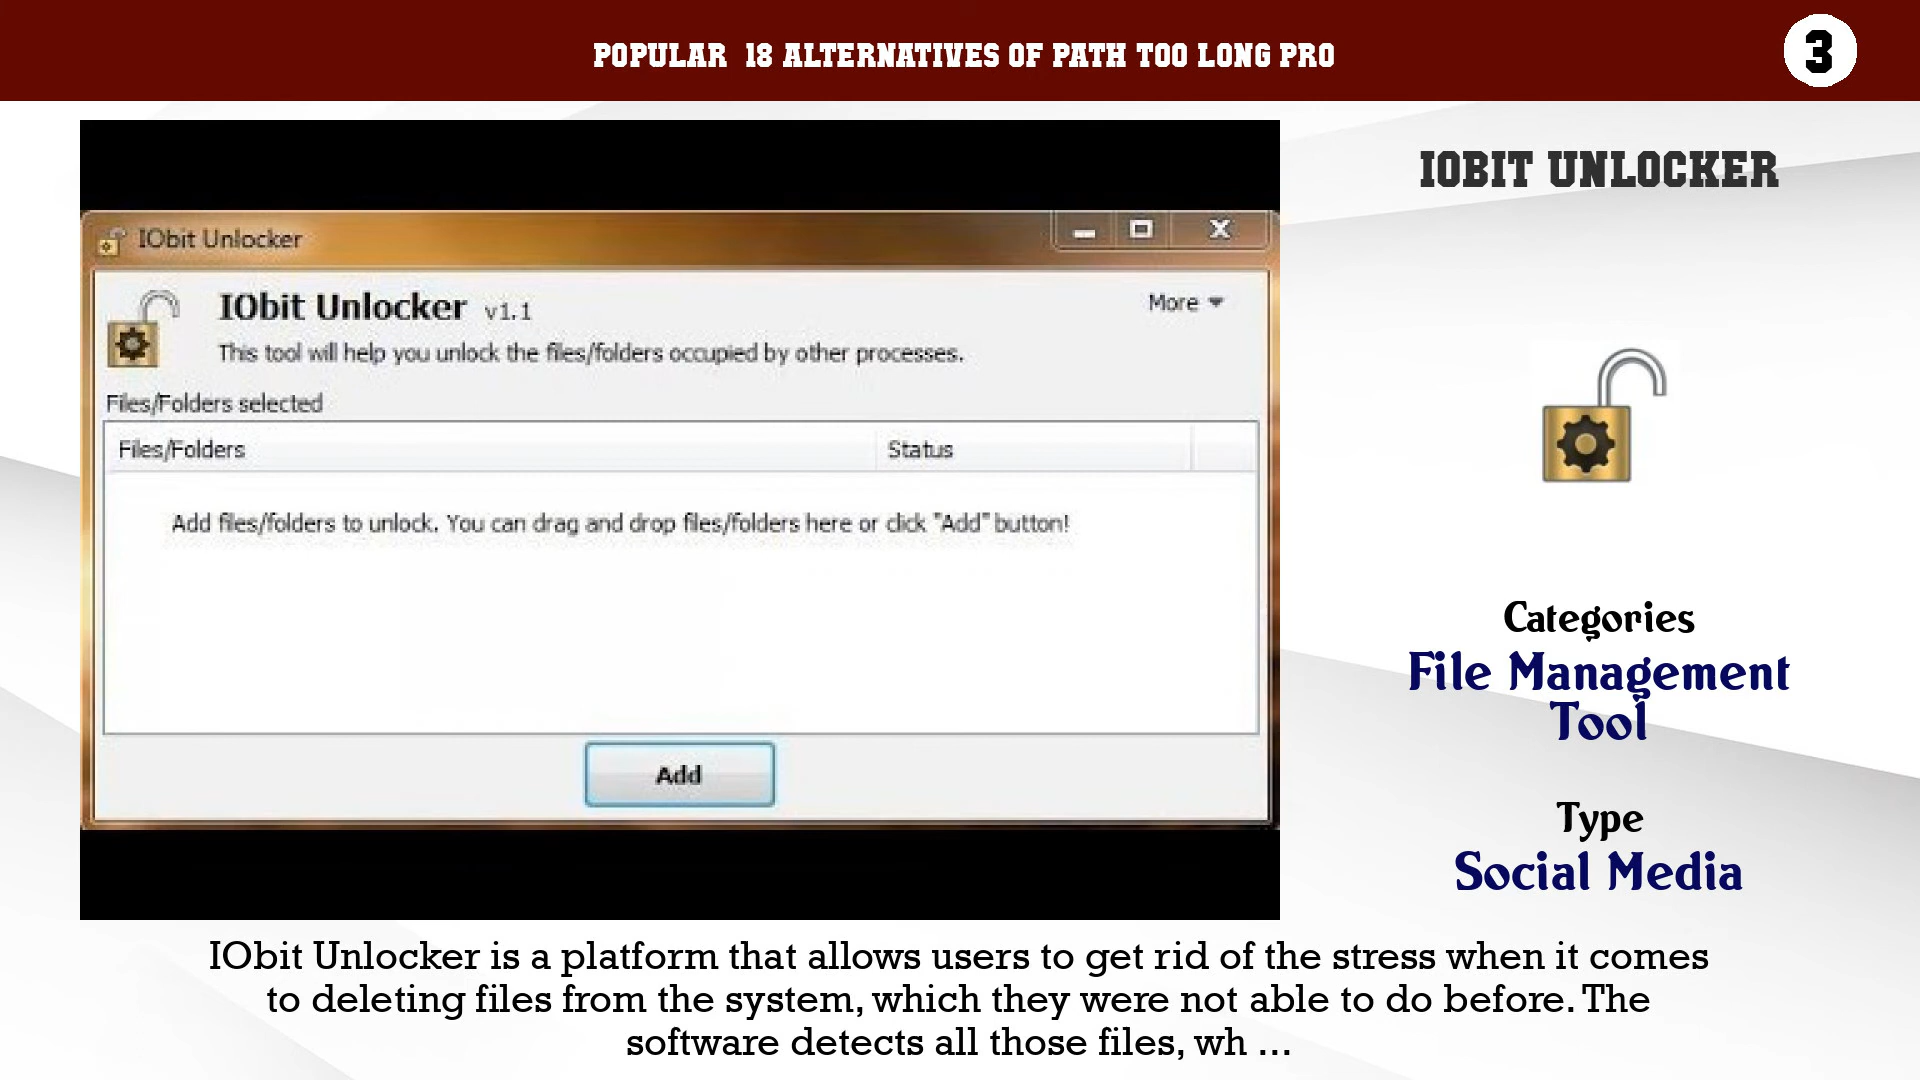 POPULAR 18 ALTERNATIVES OF PATH TOO LONG PRO
3
IObit Unlocker
IObit Unlocker v1.1
More
This tool will help you unlock the files/folders occupied by other processes.
Files/Folders selected
Files/Folders Status
Add files/folders to unlock. You can drag and drop files/folders here or click "Add" button!
Add
IOBIT UNLOCKER
Categories
File Management
Tool
Type
Social Media
IObit Unlocker is a platform that allows users to get rid of the stress when it comes
to deleting files from the system, which they were not able to do before. The
software detects all those files, wh ...